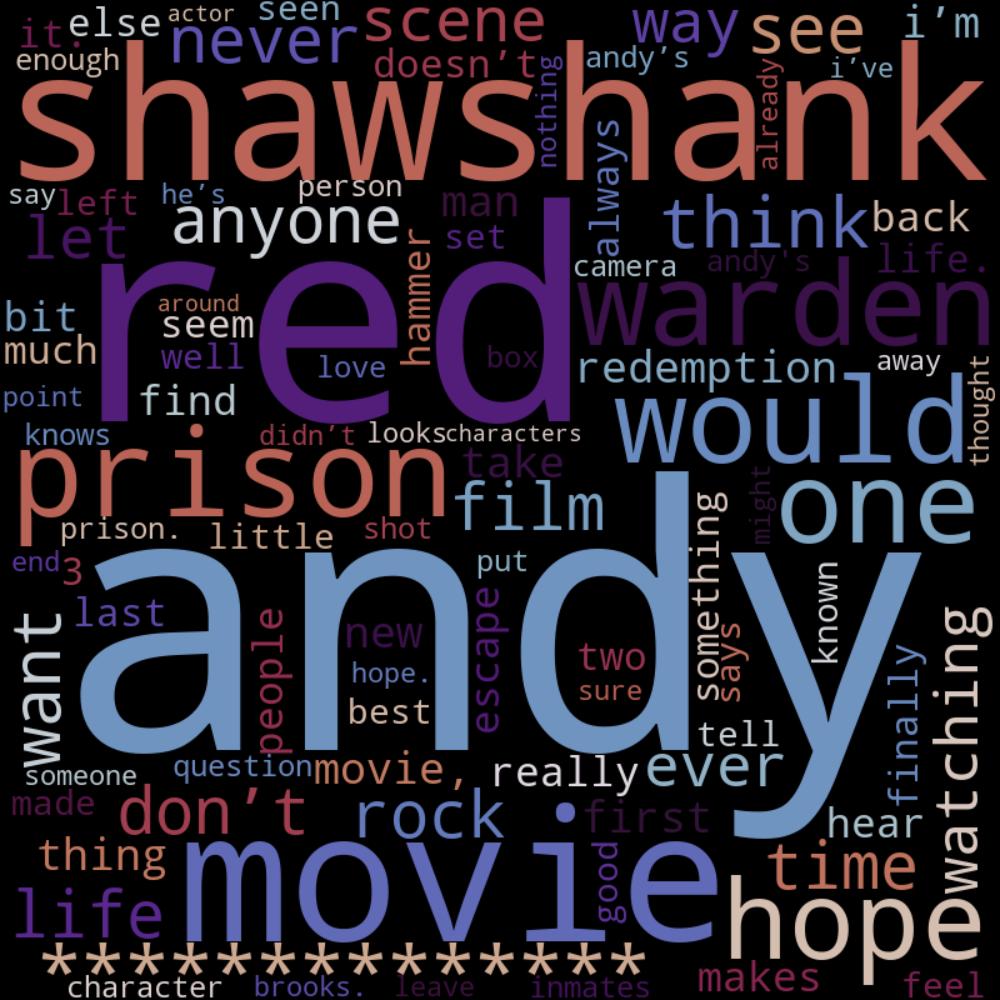 it. else actor seen scene way see i’m
enough never doesn’t andy’s i’ve
shawshank
nothing
already
say left he’s person man always
let anyone set think back
hammer
camera andy's life.
red
warden
bit around
much seem
well love box redemption away
point find would thought
knows didn’t looks characters
prison take film might one
prison. little shot something
end 3 put
andy
last people new escape known
want hope. two says
best sure finally watching
tell
someone question movie, really ever
made don’t rock first hear
thing movie good time
life hope
*************
character brooks. leave inmates makes feel